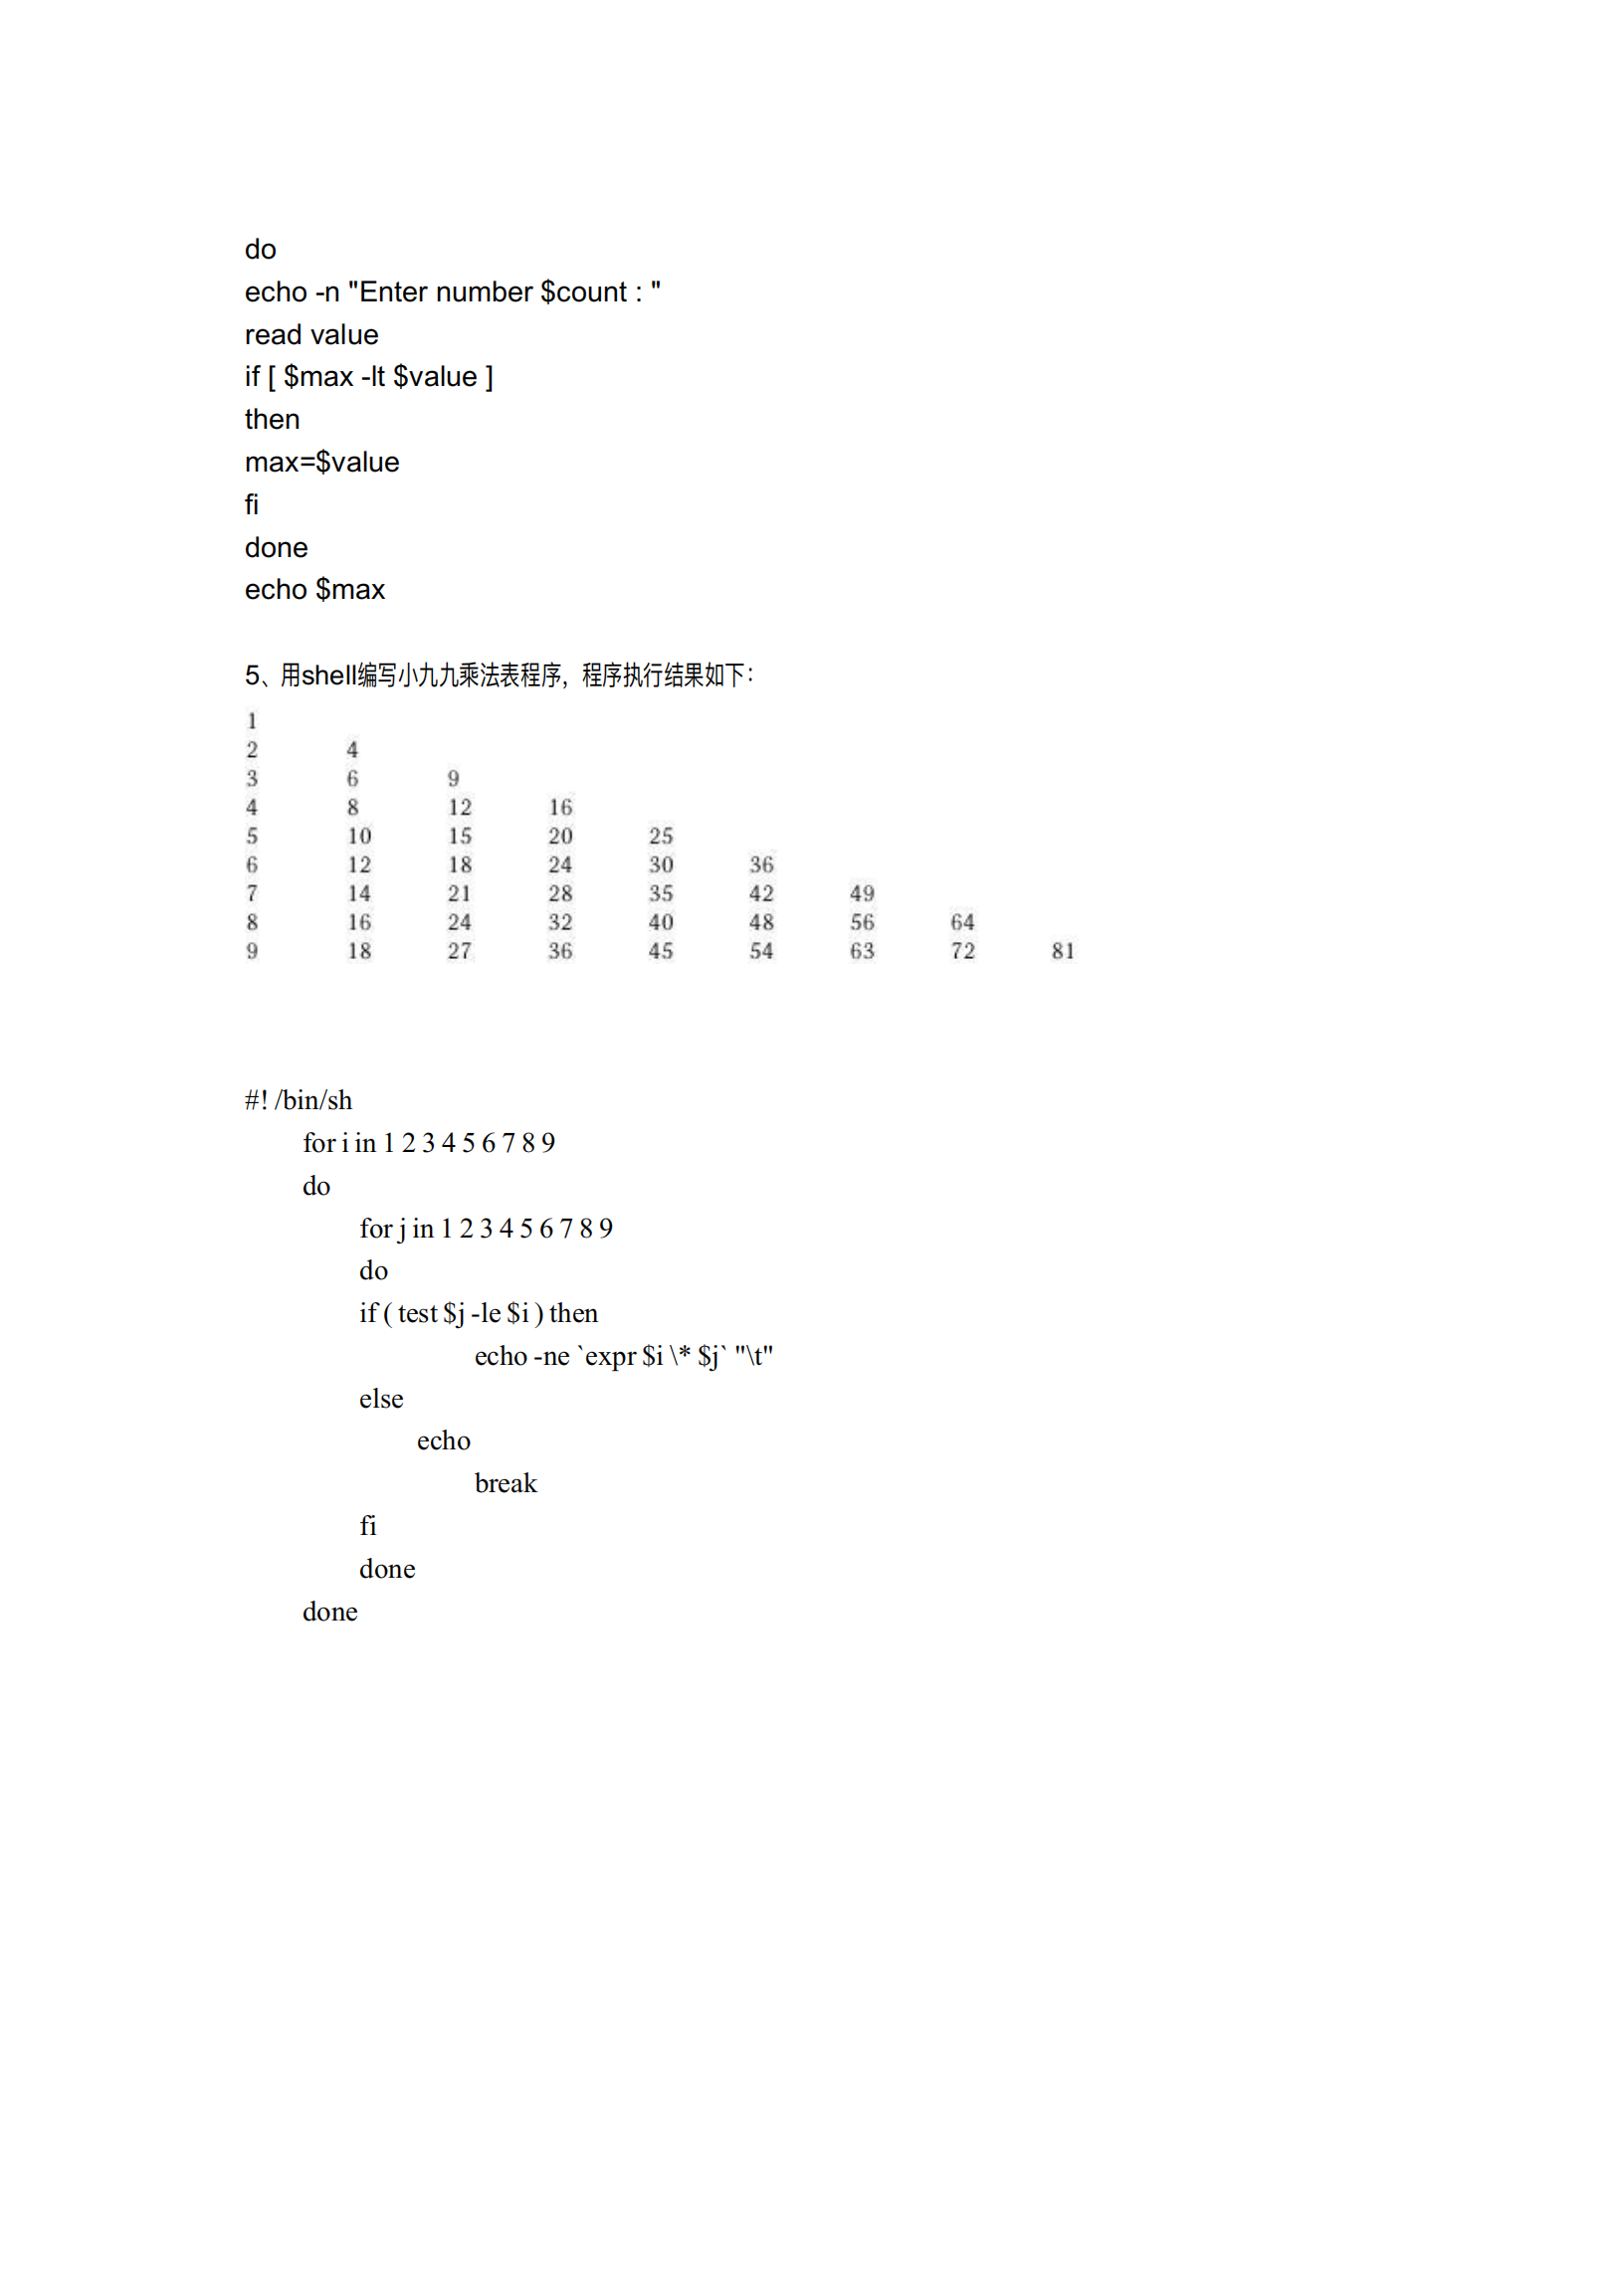 do
echo -n "Enter number $count : "
read value
if [ $max -lt $value ]
then
max=$value
fi
done
echo $max
5、用shell编写小九九乘法表程序，程序执行结果如下：
1
2 4
3 6 9
4 8 12 16
5 10 15 20 25
6 12 18 24 30 36
7 14 21 28 35 42 49
8 16 24 32 40 48 56 64
9 18 27 36 45 54 63 72 81
#! /bin/sh
for i in 1 2 3 4 5 6 7 8 9
do
for j in 1 2 3 4 5 6 7 8 9
do
if ( test $j -le $i ) then
echo -ne `expr $i \* $j` "\t"
else
echo
break
fi
done
done